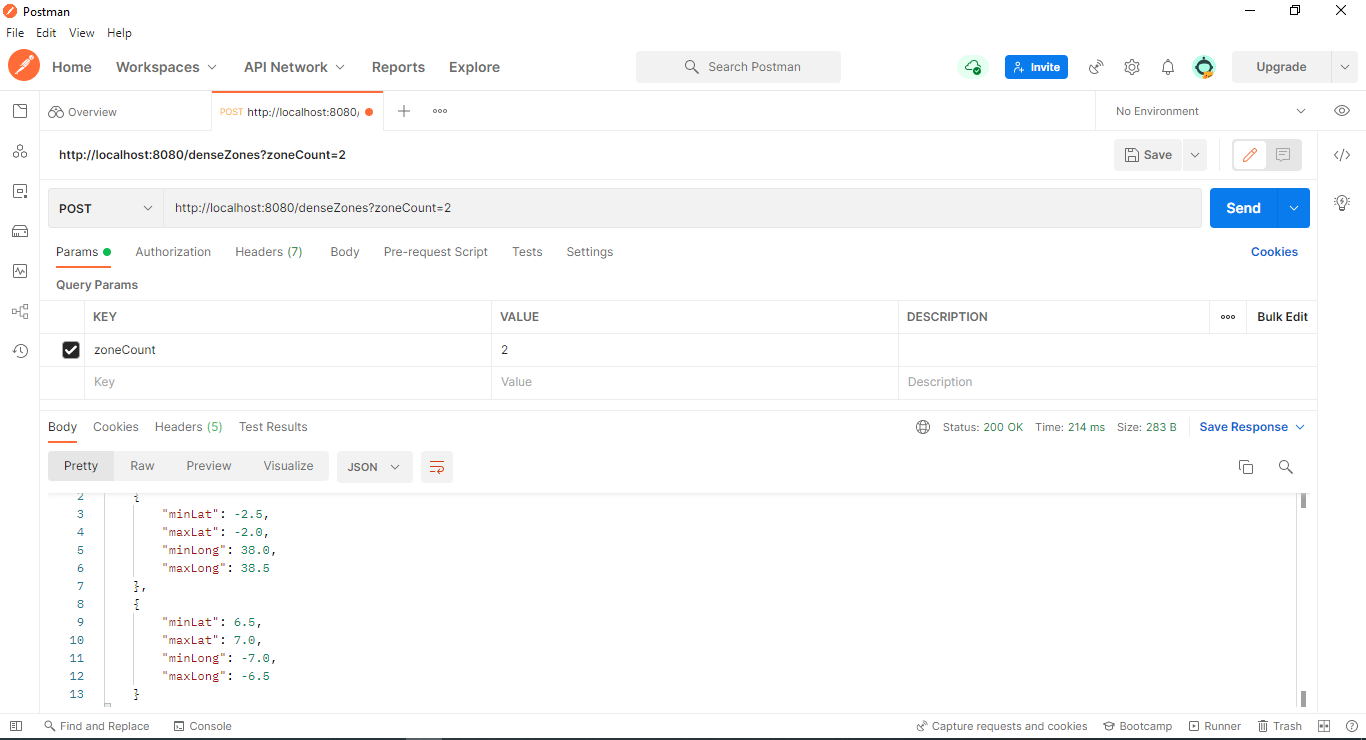 Postman
File Edit View Help
Home Workspaces API Network Reports Explore Search Postman Invite Upgrade
Overview POST http://localhost:8080/ No Environment
http://localhost:8080/denseZones?zoneCount=2 Save
POST http://localhost:8080/denseZones?zoneCount=2 Send
Params Authorization Headers (7) Body Pre-request Script Tests Settings Cookies
Query Params
KEY VALUE DESCRIPTION Bulk Edit
zoneCount 2
Key Value Description
Body Cookies Headers (5) Test Results Status: 200 OK Time: 214 ms Size: 283 B Save Response
Pretty Raw Preview Visualize JSON
2 {
3 "minLat": -2.5,
4 "maxLat": -2.0,
5 "minLong": 38.0,
6 "maxLong": 38.5
7 },
8 {
9 "minLat": 6.5,
10 "maxLat": 7.0,
11 "minLong": -7.0,
12 "maxLong": -6.5
13 }
Find and Replace Console Capture requests and cookies Bootcamp Runner Trash